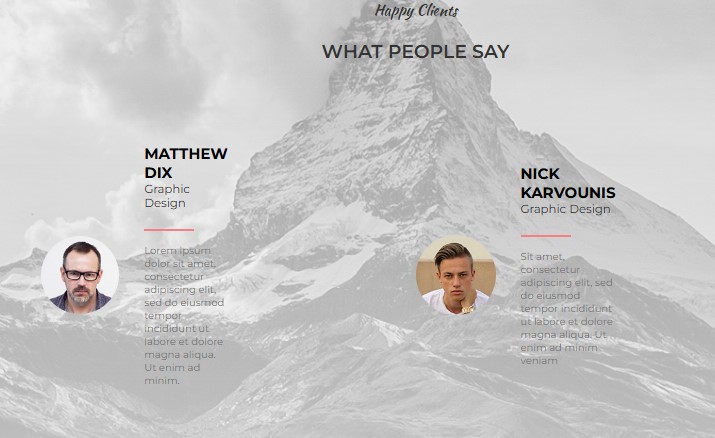 Happy Clients
WHAT PEOPLE SAY
MATTHEW
DIX
Graphic
Design
Lorem ipsum
dolor sit amet,
consectetur
adipiscing elit,
sed do eiusmod
tempor
incididunt ut
labore et dolore
magna aliqua.
Ut enim ad
minim.
NICK
KARVOUNIS
Graphic Design
Sit amet,
consectetur
adipiscing elit, sed
do eiusmod
tempor incididunt
ut labore et dolore
magna aliqua. Ut
enim ad minim
veniam